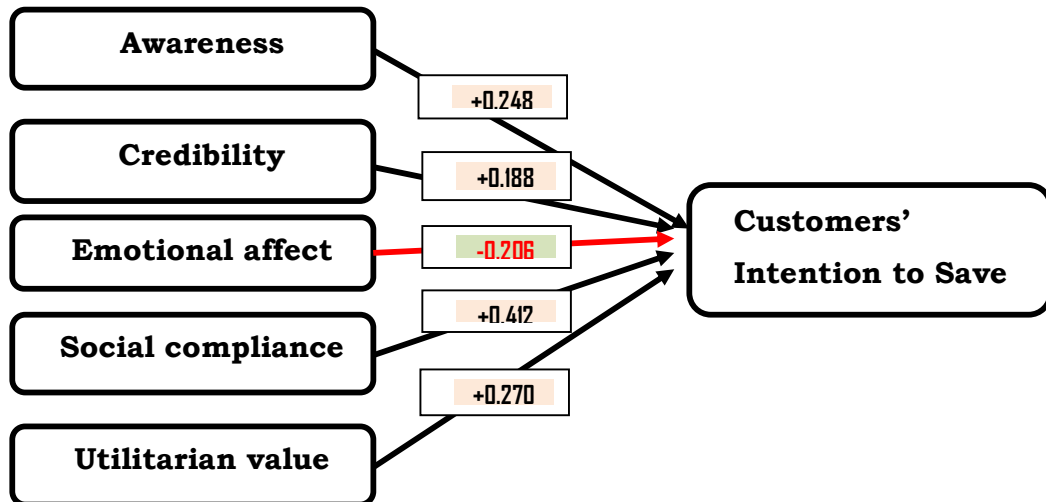 Awareness
+0.248
Credibility
+0.188
Emotional affect
-0.206
Social compliance
+0.412
Utilitarian value
+0.270
Customers’
Intention to Save